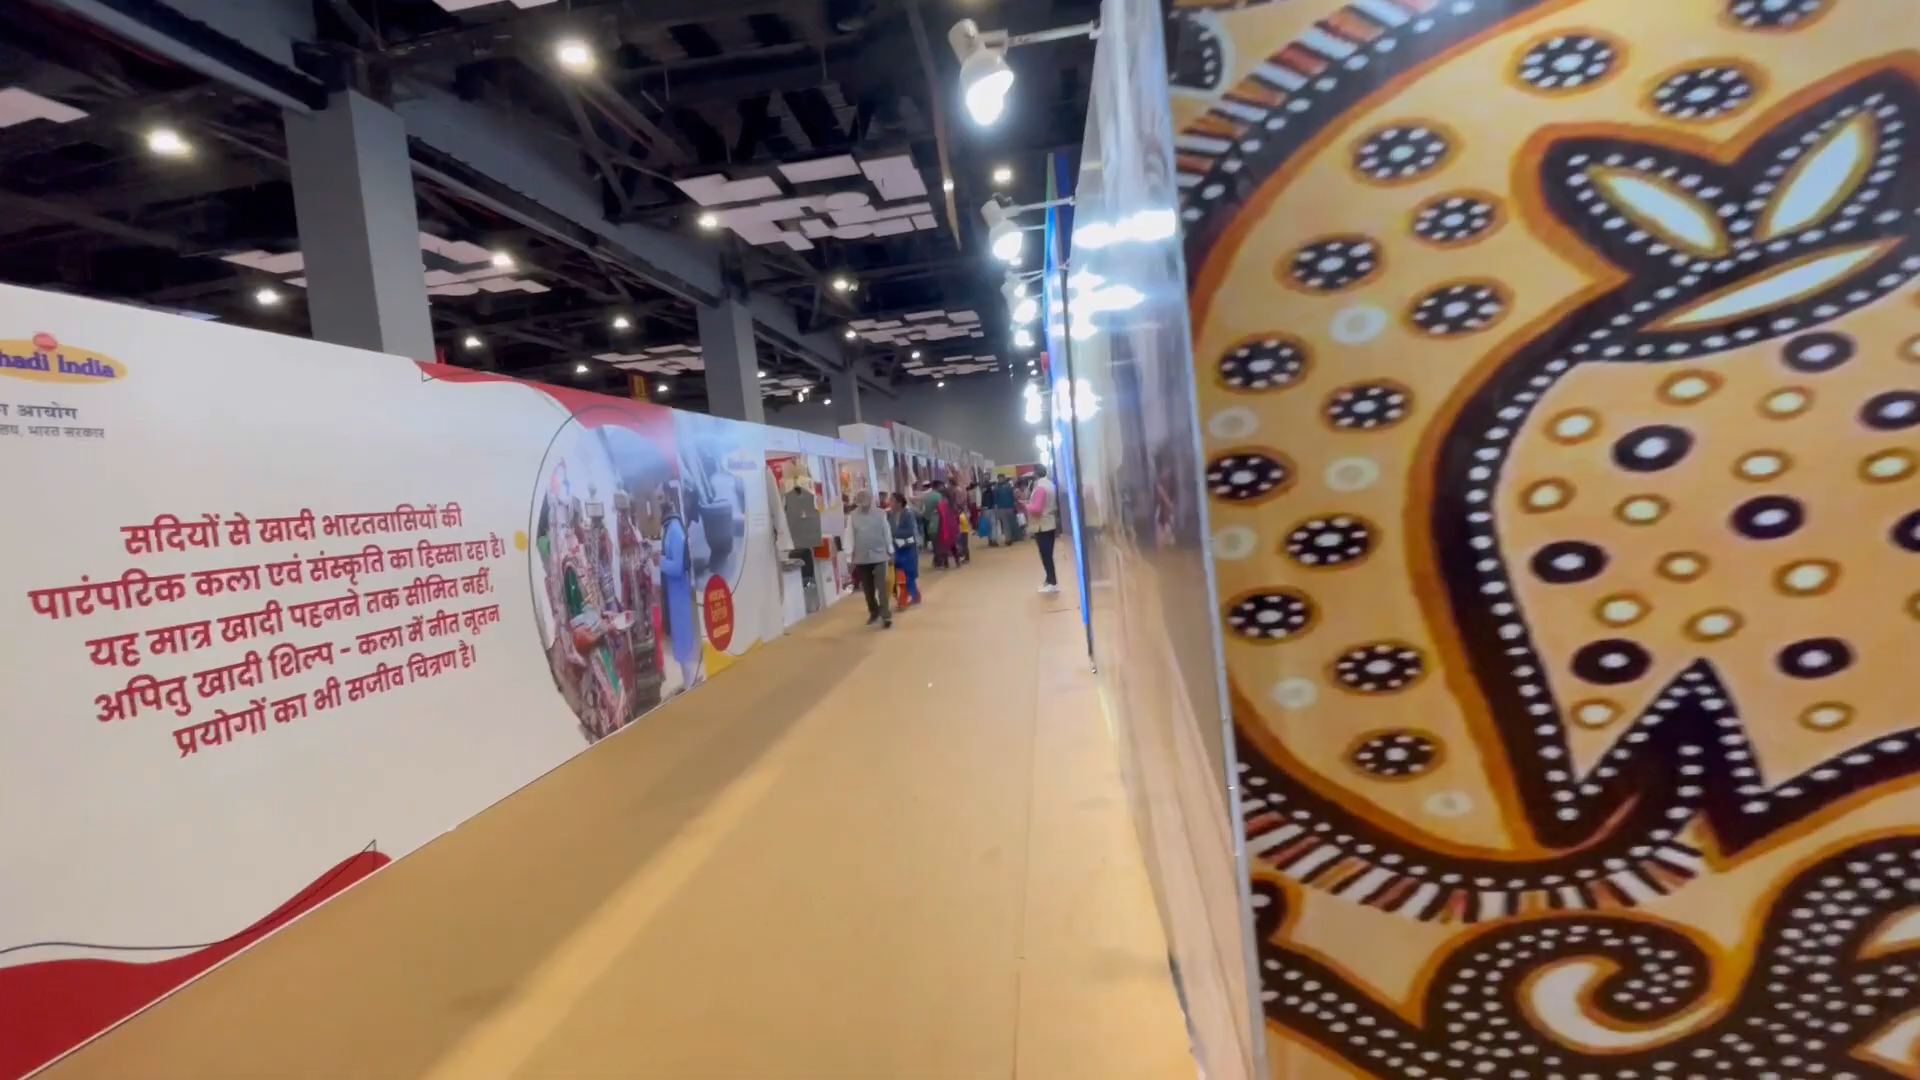 hadi India
आयोग
भारत सरकार
सदियों से खादी भारतवासियों की
पारंपरिक कला एवं संस्कृति का हिस्सा रहा है।
यह मात्र खादी पहनने तक सीमित नहीं,
अपितु खादी शिल्प - कला में नीत नूतन
प्रयोगों का भी सजीव चित्रण है।